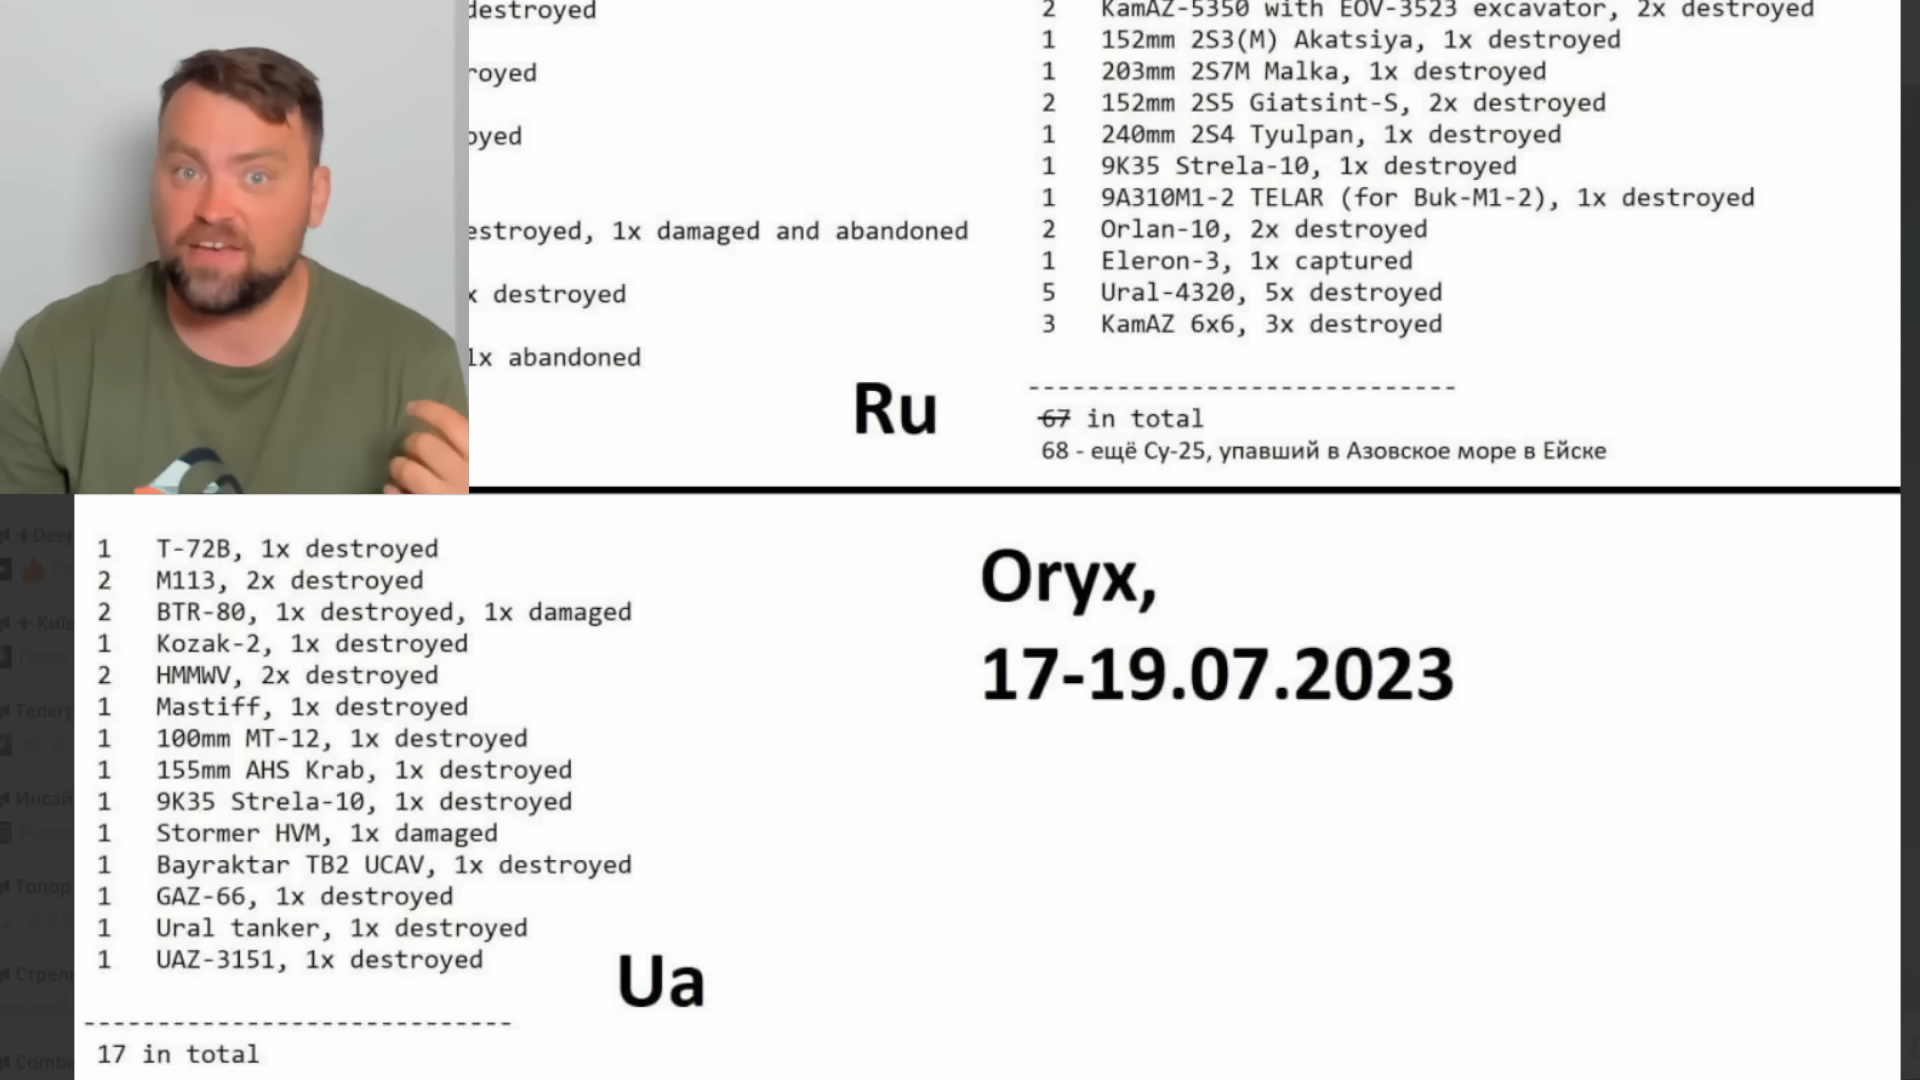 destroyed
royed
oyed
estroyed, 1x damaged and abandoned
x destroyed
1x abandoned
Ru
2 KamAZ-5350 with EOV-3523 excavator, 2x destroyed
1 152mm 2S3(M) Akatsiya, 1x destroyed
1 203mm 2S7M Malka, 1x destroyed
2 152mm 2S5 Giatsint-S, 2x destroyed
1 240mm 2S4 Tyulpan, 1x destroyed
1 9K35 Strela-10, 1x destroyed
1 9A310M1-2 TELAR (for Buk-M1-2), 1x destroyed
2 Orlan-10, 2x destroyed
1 Eleron-3, 1x captured
5 Ural-4320, 5x destroyed
3 KamAZ 6x6, 3x destroyed
-----------------------------
67 in total
68 - ещё Су-25, упавший в Азовское море в Ейске
1 T-72B, 1x destroyed
2 M113, 2x destroyed
2 BTR-80, 1x destroyed, 1x damaged
1 Kozak-2, 1x destroyed
2 HMMWV, 2x destroyed
1 Mastiff, 1x destroyed
1 100mm MT-12, 1x destroyed
1 155mm AHS Krab, 1x destroyed
1 9K35 Strela-10, 1x destroyed
1 Stormer HVM, 1x damaged
1 Bayraktar TB2 UCAV, 1x destroyed
1 GAZ-66, 1x destroyed
1 Ural tanker, 1x destroyed
1 UAZ-3151, 1x destroyed
-----------------------------
17 in total
Ua
Oryx,
17-19.07.2023
Deep
Киї
Телегр
Инсай
Топор
Стрел
Comba